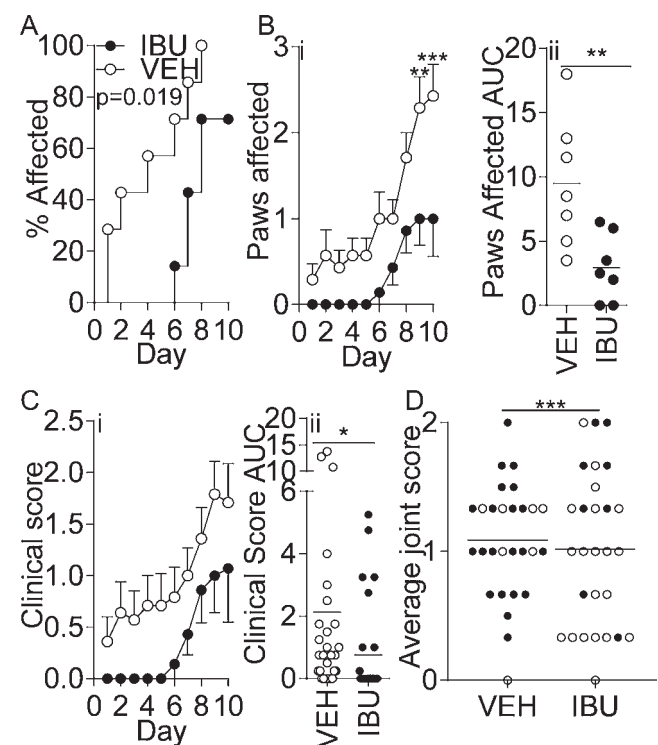 A
100
80
60
40
20
0
% Affected
IBU
VEH
p=0.019
0 2 4 6 8 10
Day
B
i
3
2
1
0
Paws affected
**
***
0 2 4 6 8 10
Day
ii
20
15
10
5
0
Paws Affected AUC
**
VEH
IBU
C
i
2.5
2.0
1.5
1.0
0.5
0.0
Clinical score
0 2 4 6 8 10
Day
ii
20
15
10
6
4
2
0
Clinical Score AUC
*
VEH
IBU
D
2
1
0
Average joint score
***
VEH IBU